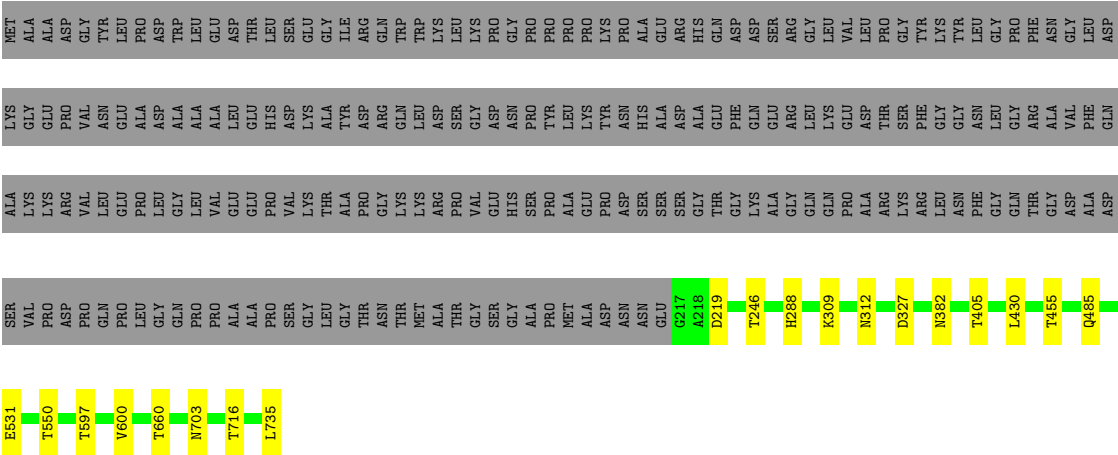 MET ALA ALA ASP GLY TYR LEU PRO ASP TRP LEU GLU ASP THR LEU SER GLU GLY ILE ARG GLN TRP TRP LYS LEU LYS PRO GLY PRO PRO PRO PRO LYS PRO ALA GLU ARG HIS GLN ASP ASP SER ARG GLY LEU VAL LEU PRO GLY TYR LYS TYR LEU GLY PRO PHE ASN GLY LEU ASP
LYS GLY GLU PRO VAL ASN GLU ALA ASP ALA ALA ALA LEU GLU HIS ASP LYS ALA TYR ASP ARG GLN LEU ASP SER GLY ASP ASN PRO TYR LEU LYS TYR ASN HIS ALA ASP ALA GLU PHE GLN GLU ARG LEU LYS GLU ASP THR SER PHE GLY GLY ASN LEU GLY ARG ALA VAL PHE GLN
ALA LYS LYS ARG VAL LEU GLU PRO LEU GLY LEU VAL GLU GLU PRO VAL LYS THR ALA PRO GLY LYS LYS ARG PRO VAL GLU HIS SER PRO ALA GLU PRO ASP SER SER SER GLY THR GLY LYS ALA GLY GLN GLN PRO ALA ARG LYS ARG LEU ASN PHE GLY GLN THR GLY ASP ALA ASP
SER VAL PRO ASP PRO GLN PRO LEU GLY GLN PRO PRO ALA ALA PRO SER GLY LEU GLY THR ASN THR MET ALA THR GLY SER GLY ALA PRO MET ALA ASP ASN ASN GLU G217 A218 D219 T246 H288 K309 N312 D327 N382 T405 L430 T455 Q485
E531 T550 T597 V600 T660 N703 T716 L735